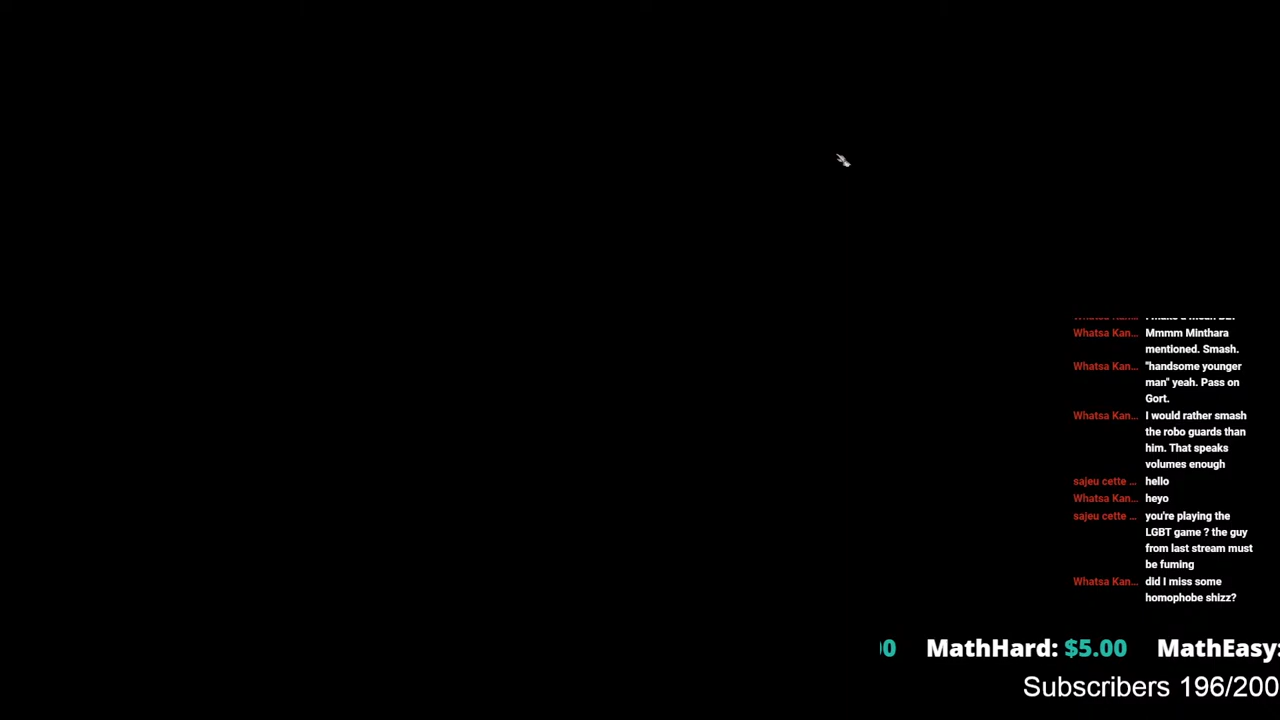 Whatsa Kan... Mmmm Minthara
mentioned. Smash.
Whatsa Kan... "handsome younger
man" yeah. Pass on
Gort.
Whatsa Kan... I would rather smash
the robo guards than
him. That speaks
volumes enough
sajeu cette ... hello
Whatsa Kan... heyo
sajeu cette ... you're playing the
LGBT game ? the guy
from last stream must
be fuming
Whatsa Kan... did I miss some
homophobe shizz?
MathHard: $5.00 MathEasy:
Subscribers 196/200